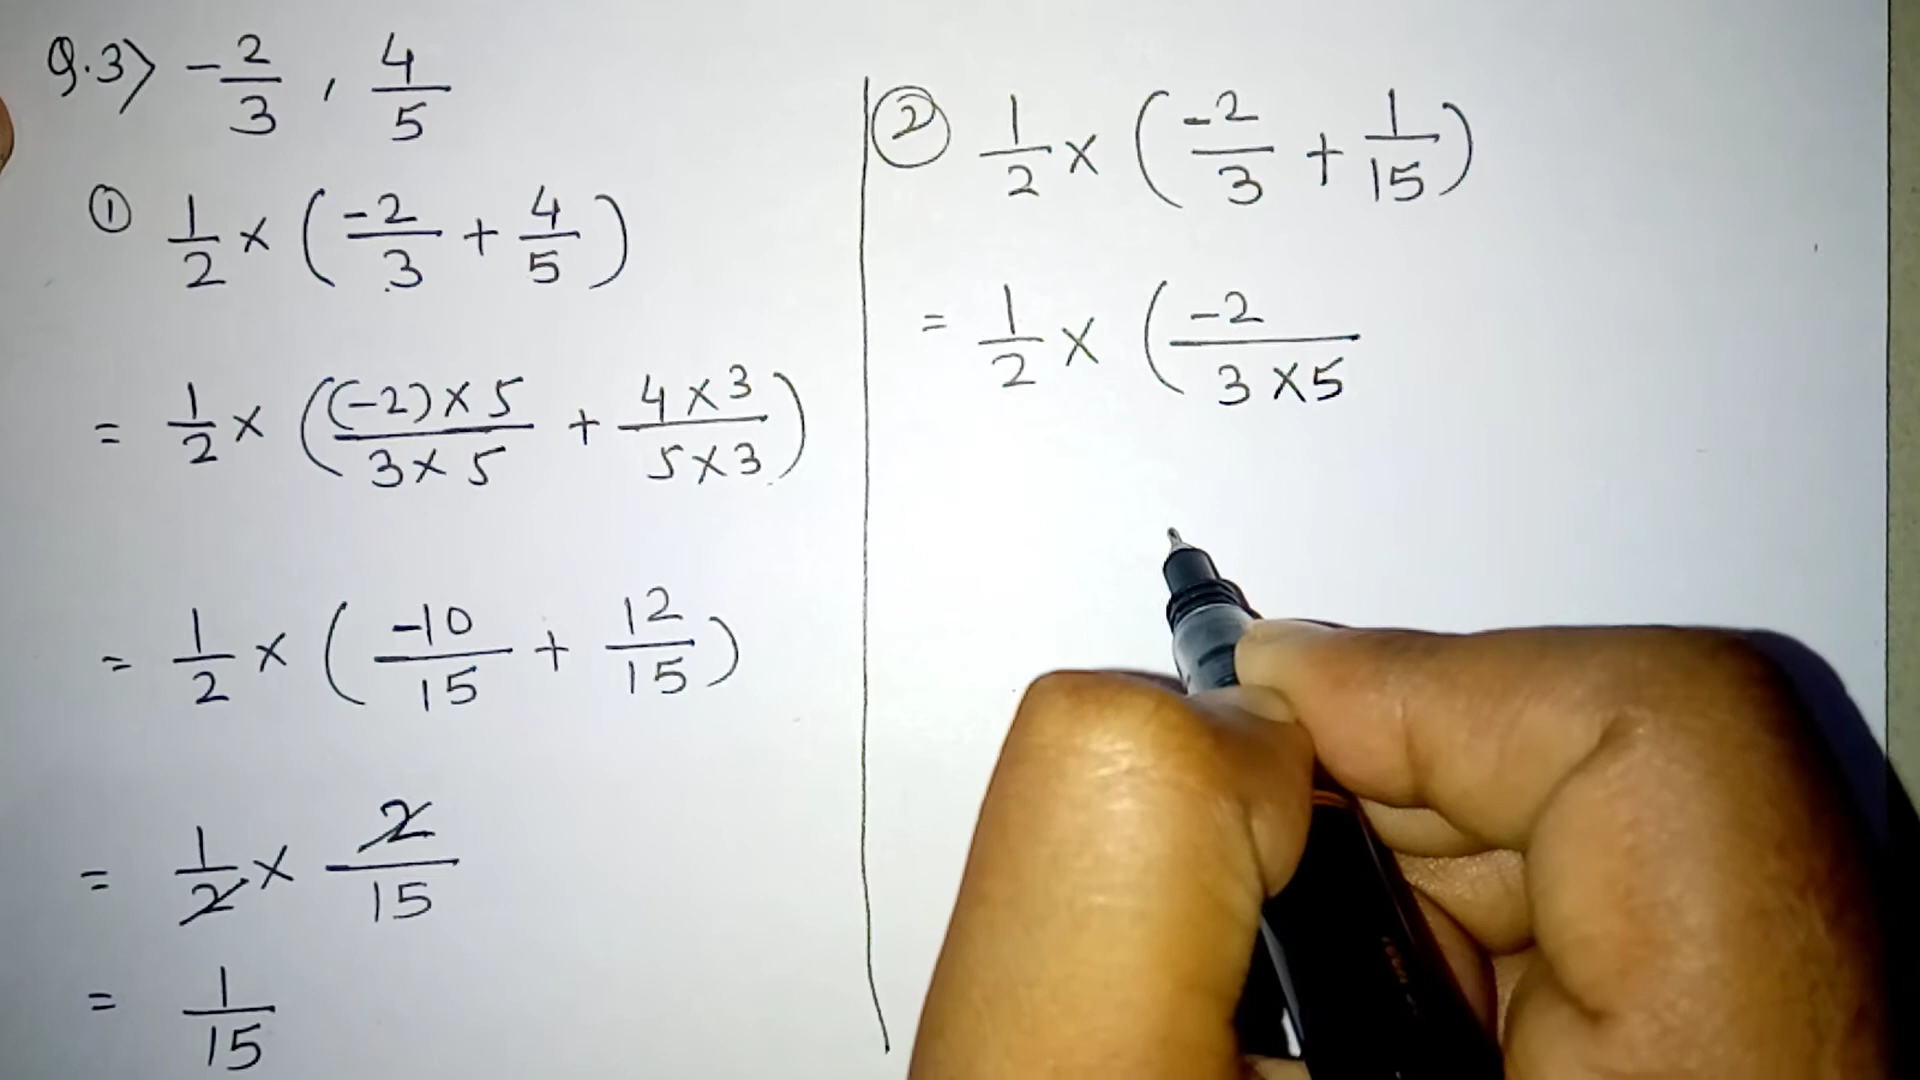 Q.3) -2/3 , 4/5
① 1/2 × (-2/3 + 4/5)
= 1/2 × ((-2)×5/3×5 + 4×3/5×3)
= 1/2 × (-10/15 + 12/15)
= 1/2 × 2/15
= 1/15
② 1/2 × (-2/3 + 1/15)
= 1/2 × (-2/3×5